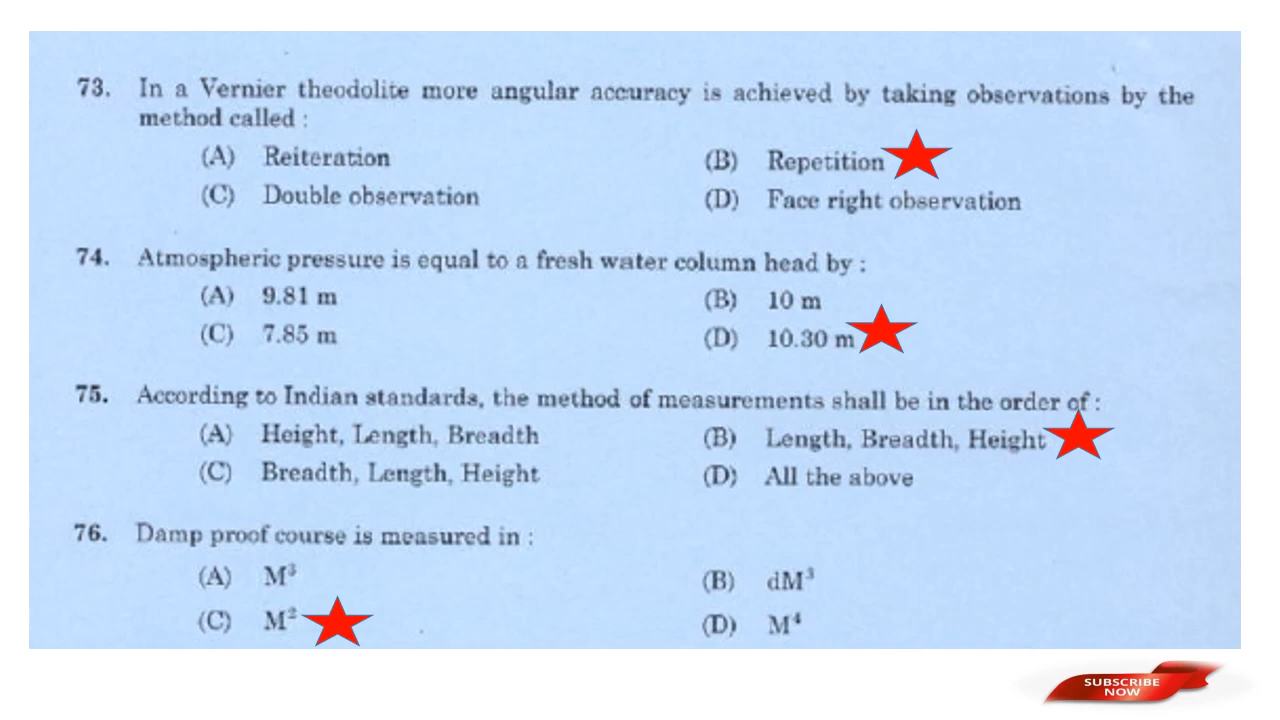 73. In a Vernier theodolite more angular accuracy is achieved by taking observations by the
method called :
(A) Reiteration (B) Repetition
(C) Double observation (D) Face right observation
74. Atmospheric pressure is equal to a fresh water column head by :
(A) 9.81 m (B) 10 m
(C) 7.85 m (D) 10.30 m
75. According to Indian standards, the method of measurements shall be in the order of :
(A) Height, Length, Breadth (B) Length, Breadth, Height
(C) Breadth, Length, Height (D) All the above
76. Damp proof course is measured in :
(A) M³ (B) dM³
(C) M² (D) M⁴
SUBSCRIBE
NOW